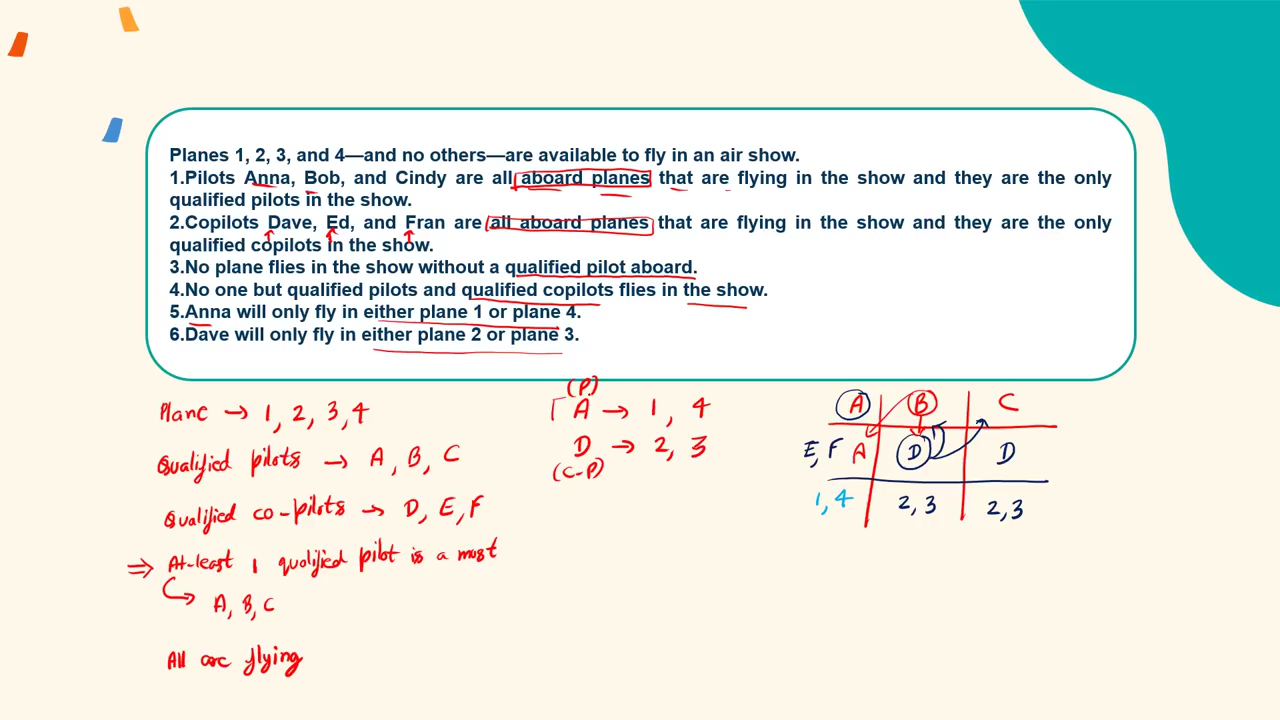 Planes 1, 2, 3, and 4—and no others—are available to fly in an air show.
1.Pilots Anna, Bob, and Cindy are all aboard planes that are flying in the show and they are the only
qualified pilots in the show.
2.Copilots Dave, Ed, and Fran are all aboard planes that are flying in the show and they are the only
qualified copilots in the show.
3.No plane flies in the show without a qualified pilot aboard.
4.No one but qualified pilots and qualified copilots flies in the show.
5.Anna will only fly in either plane 1 or plane 4.
6.Dave will only fly in either plane 2 or plane 3.
Plane → 1, 2, 3, 4
Qualified pilots → A, B, C
Qualified co-pilots → D, E, F
⇒ At-least 1 qualified pilot is a must
A, B, C
All are flying
(P)
A → 1, 4
D → 2, 3
(C-P)
A B C
E, F A D D
1, 4 2, 3 2, 3